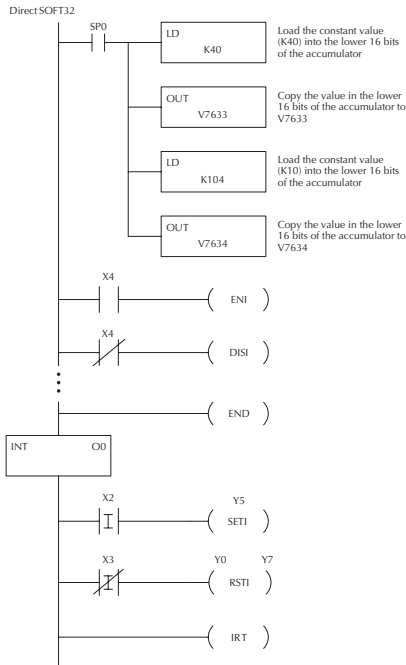 Direct SOFT32
SP0
LD
K40
Load the constant value
(K40) into the lower 16 bits
of the accumulator
OUT
V7633
Copy the value in the lower
16 bits of the accumulator to
V7633
LD
K104
Load the constant value
(K10) into the lower 16 bits
of the accumulator
OUT
V7634
Copy the value in the lower
16 bits of the accumulator to
V7634
X4
ENI
X4
DISI
END
INT O0
X2 Y5
SETI
X3 Y0 Y7
RSTI
IRT